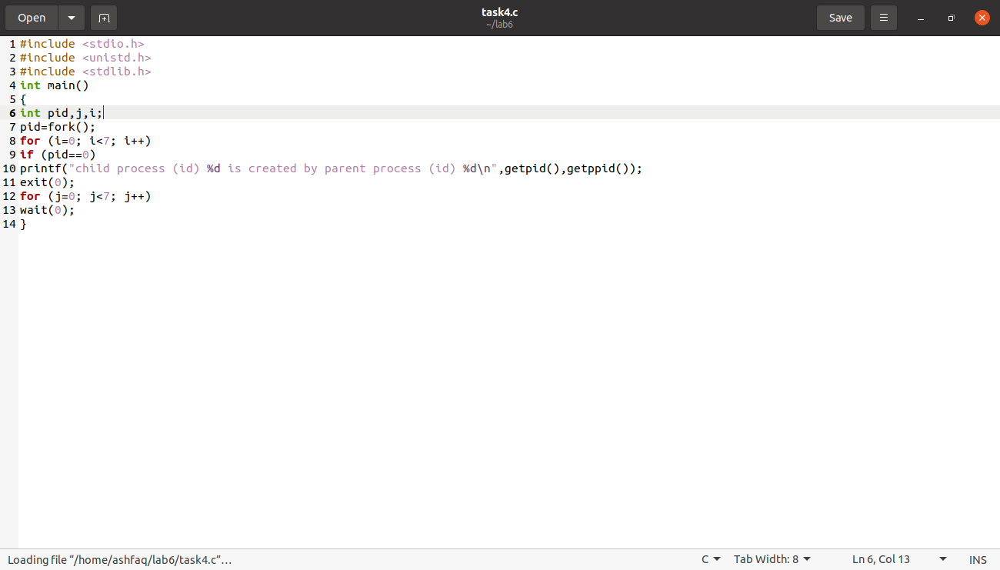 Open
task4.c
~/lab6
Save
1 #include <stdio.h>
2 #include <unistd.h>
3 #include <stdlib.h>
4 int main()
5 {
6 int pid,j,i;
7 pid=fork();
8 for (i=0; i<7; i++)
9 if (pid==0)
10 printf("child process (id) %d is created by parent process (id) %d\n",getpid(),getppid());
11 exit(0);
12 for (j=0; j<7; j++)
13 wait(0);
14 }
Loading file “/home/ashfaq/lab6/task4.c”… C Tab Width: 8 Ln 6, Col 13 INS